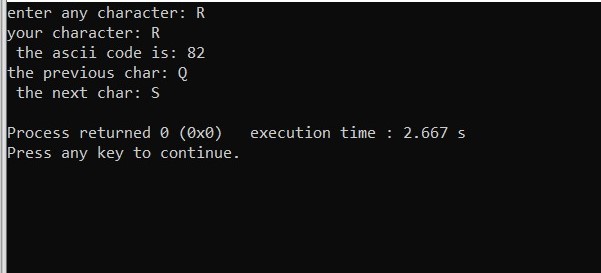 enter any character: R
your character: R
 the ascii code is: 82
the previous char: Q
 the next char: S

Process returned 0 (0x0)   execution time : 2.667 s
Press any key to continue.